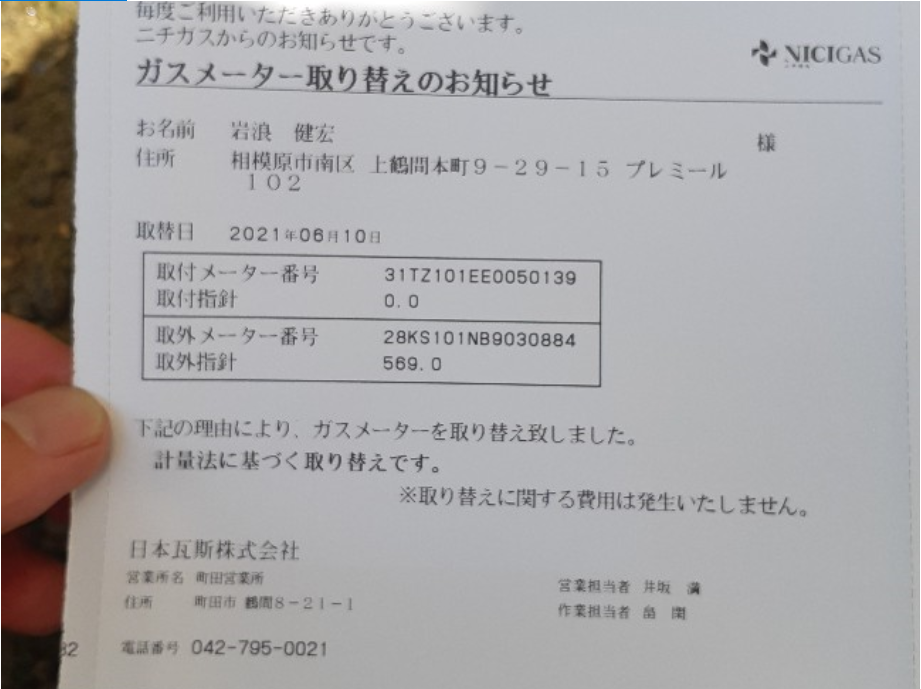 毎度ご利用いただきありがとうございます。
ニチガスからのお知らせです。
NICIGAS
ガスメーター取り替えのお知らせ
お名前 岩浪 健宏 様
住所 相模原市南区 上鶴間本町9-29-15 プレミール
102
取替日 2021年06月10日
取付メーター番号 31TZ101EE0050139
取付指針 0.0
取外メーター番号 28KS101NB9030884
取外指針 569.0
下記の理由により、ガスメーターを取り替え致しました。
計量法に基づく取り替えです。
※取り替えに関する費用は発生いたしません。
日本瓦斯株式会社
営業所名 町田営業所
営業担当者 井坂 満
住所 町田市 鶴間8-21-1
作業担当者 畠
電話番号 042-795-0021